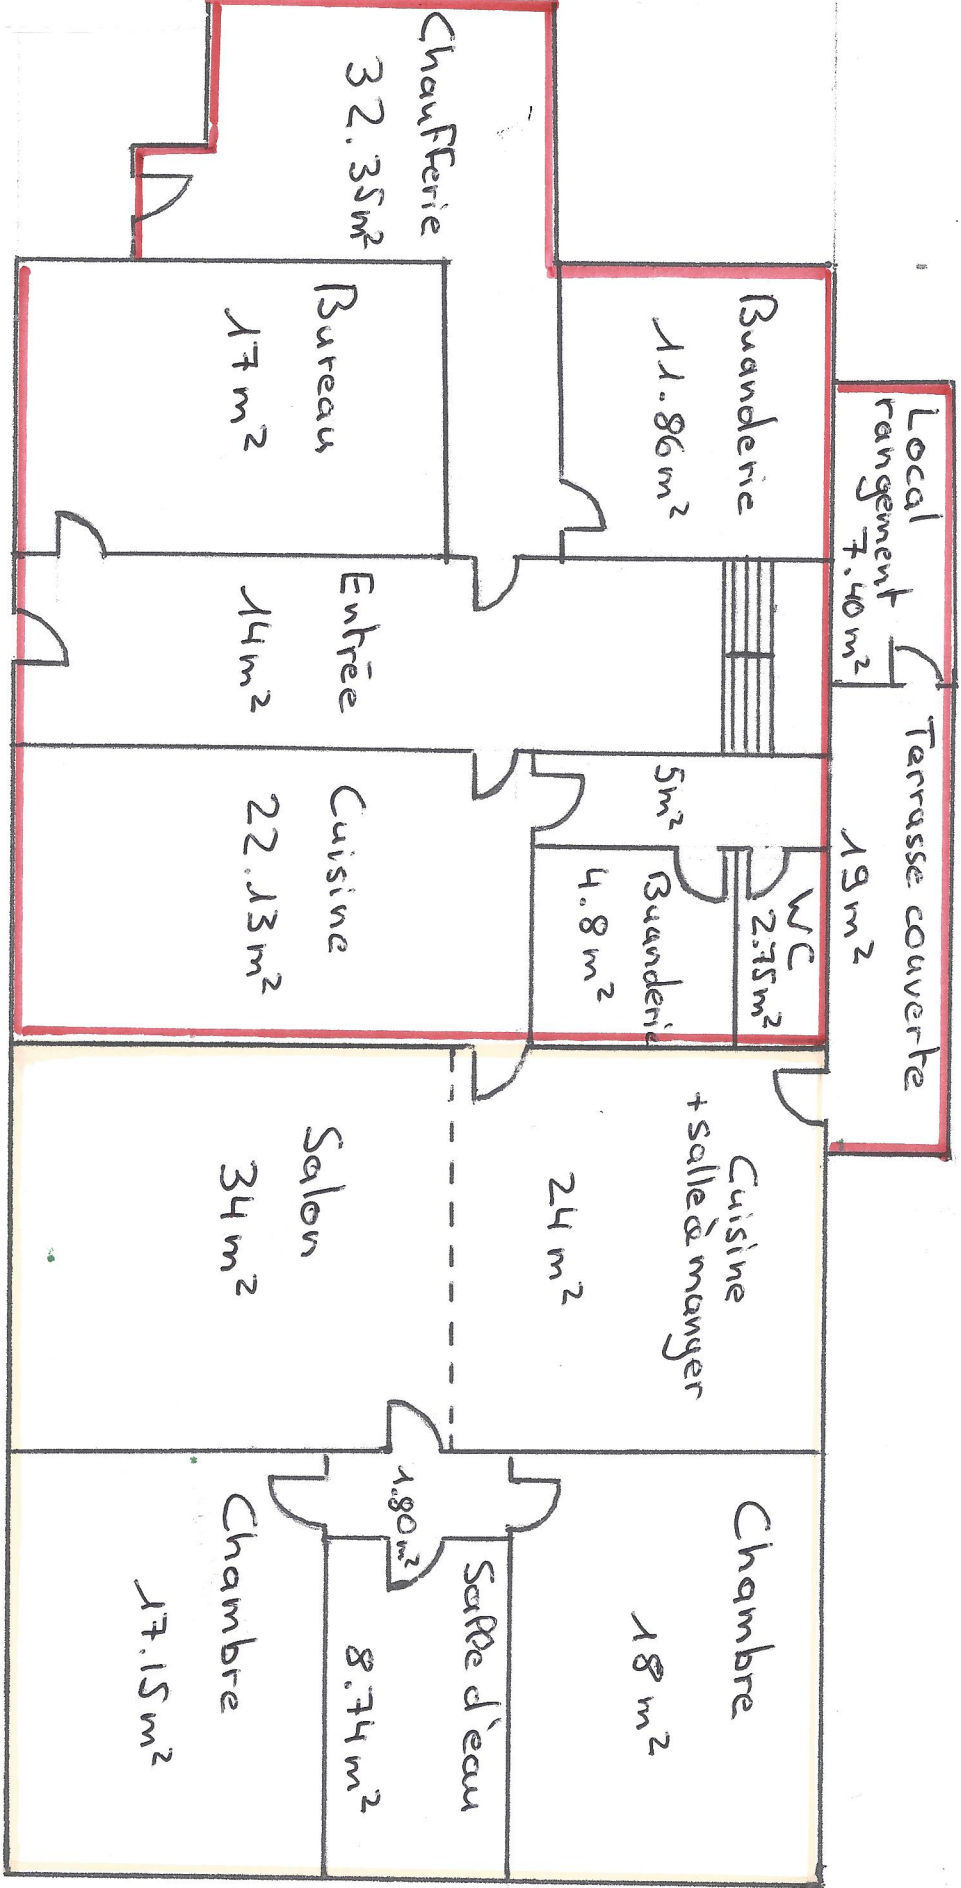 Local
rangement
7.40m²
Terrasse couverte
19m²
Chaufferie
32.35m²
Buanderie
11.86m²
Bureau
17m²
Entrée
14m²
5m²
WC
2.75m²
Buanderie
4.8m²
Cuisine
22.13m²
Cuisine
+ salle à manger
24m²
Salon
34m²
Chambre
18m²
1.80m²
Salle d'eau
8.74m²
Chambre
17.15m²